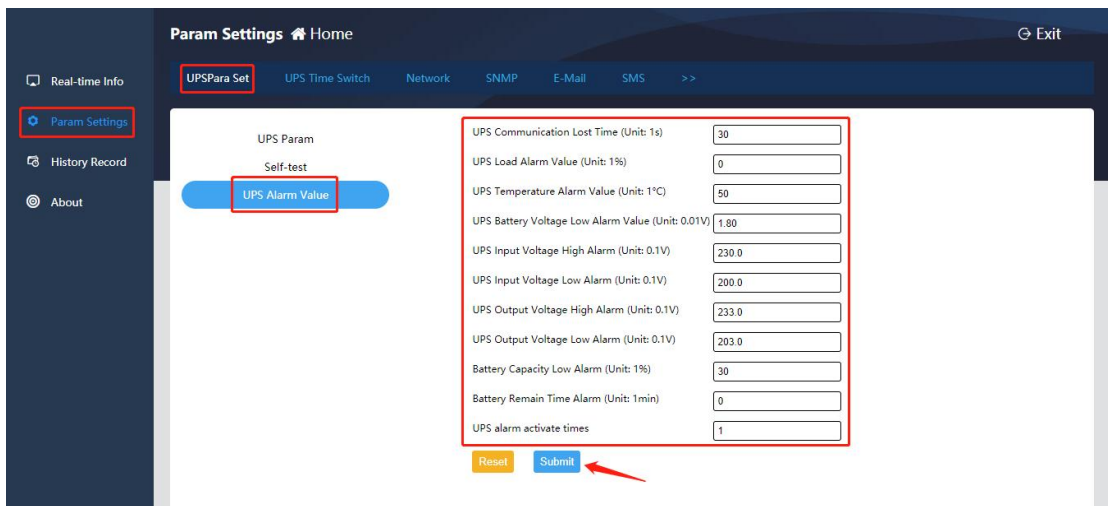 Param Settings Home
Exit
Real-time Info
Param Settings
History Record
About
UPSPara Set UPS Time Switch Network SNMP E-Mail SMS >>
UPS Param
Self-test
UPS Alarm Value
UPS Communication Lost Time (Unit: 1s) 30
UPS Load Alarm Value (Unit: 1%) 0
UPS Temperature Alarm Value (Unit: 1°C) 50
UPS Battery Voltage Low Alarm Value (Unit: 0.01V) 1.80
UPS Input Voltage High Alarm (Unit: 0.1V) 230.0
UPS Input Voltage Low Alarm (Unit: 0.1V) 200.0
UPS Output Voltage High Alarm (Unit: 0.1V) 233.0
UPS Output Voltage Low Alarm (Unit: 0.1V) 203.0
Battery Capacity Low Alarm (Unit: 1%) 30
Battery Remain Time Alarm (Unit: 1min) 0
UPS alarm activate times 1
Reset Submit